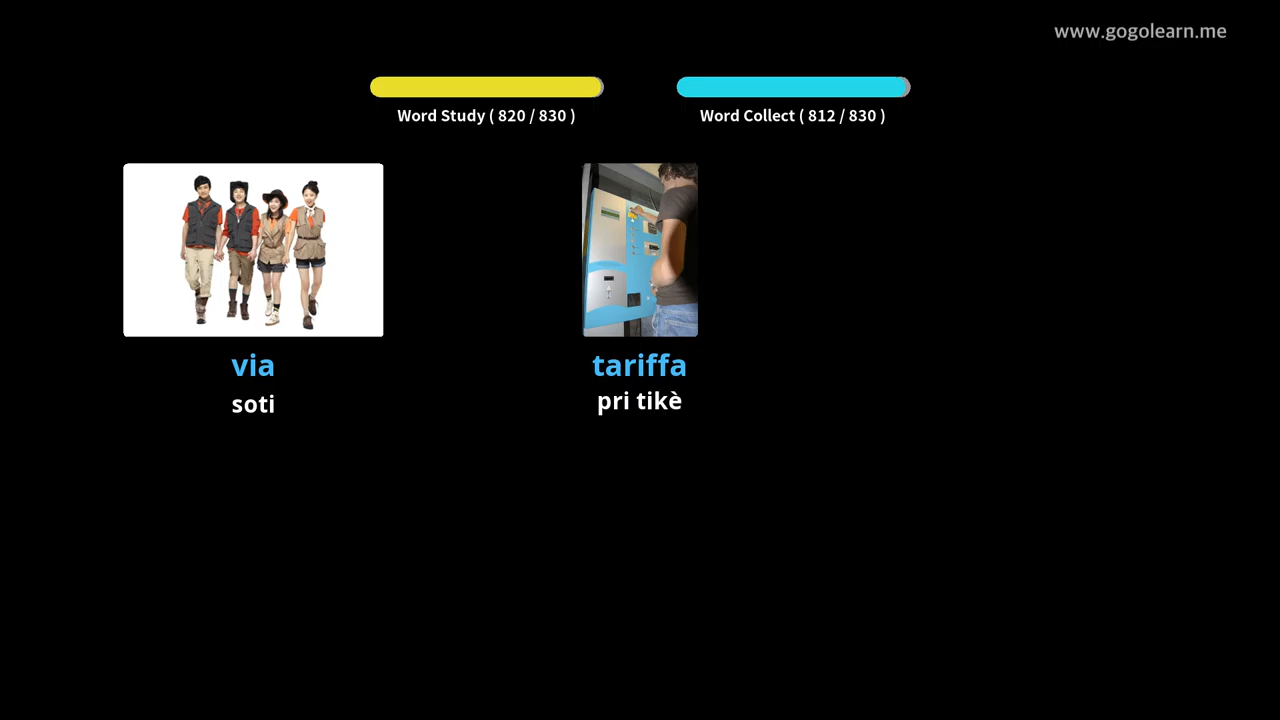 www.gogolearn.me
Word Study ( 820 / 830 )
Word Collect ( 812 / 830 )
via
soti
tariffa
pri tikè